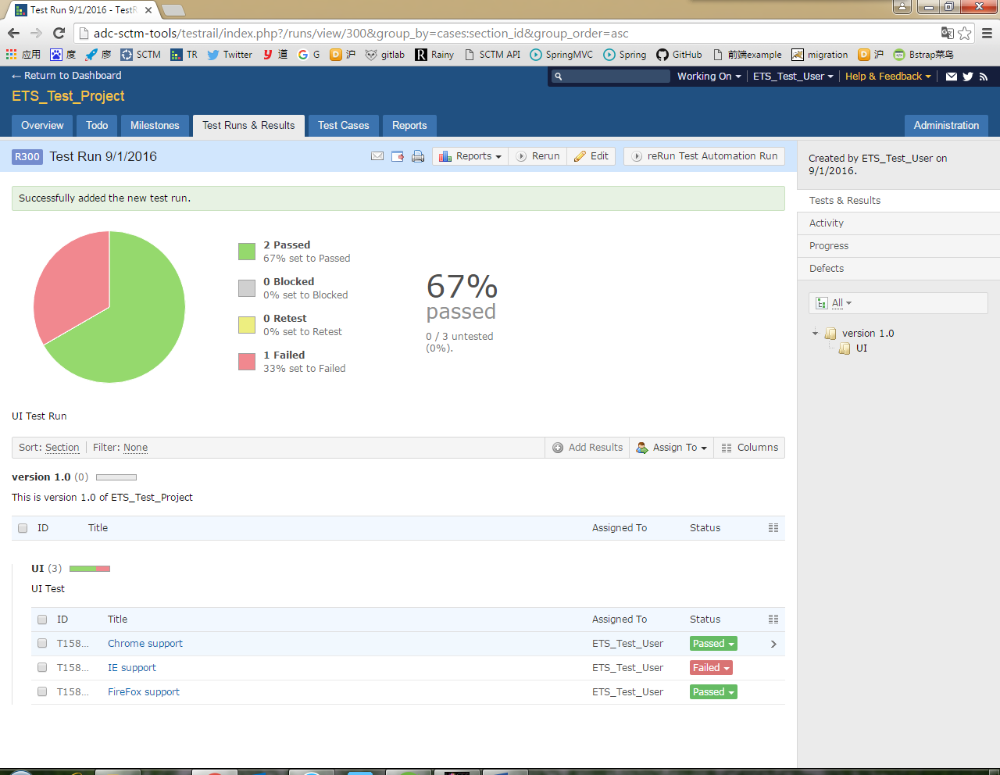 Test Run 9/1/2016 - TestR
adc-sctm-tools/testrail/index.php?/runs/view/300&group_by=cases:section_id&group_order=asc
应用 度 廖 SCTM TR Twitter 道 G 沪 gitlab Rainy SCTM API SpringMVC Spring GitHub 前端example migration 沪 Bstrap菜鸟
← Return to Dashboard
Working On ETS_Test_User Help & Feedback
ETS_Test_Project
Overview Todo Milestones Test Runs & Results Test Cases Reports Administration
R300 Test Run 9/1/2016 Reports Rerun Edit reRun Test Automation Run
Created by ETS_Test_User on
9/1/2016.
Successfully added the new test run.
Tests & Results
Activity
Progress
Defects
All
version 1.0
UI
2 Passed
67% set to Passed
0 Blocked
0% set to Blocked
0 Retest
0% set to Retest
1 Failed
33% set to Failed
67%
passed
0 / 3 untested
(0%).
UI Test Run
Sort: Section Filter: None Add Results Assign To Columns
version 1.0 (0)
This is version 1.0 of ETS_Test_Project
ID Title Assigned To Status
UI (3)
UI Test
ID Title Assigned To Status
T158... Chrome support ETS_Test_User Passed
T158... IE support ETS_Test_User Failed
T158... FireFox support ETS_Test_User Passed